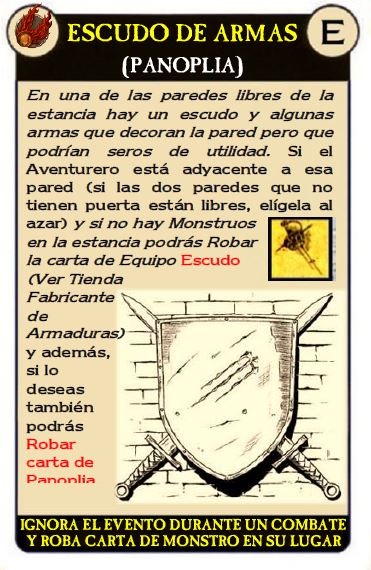 ESCUDO DE ARMAS
E
(PANOPLIA)
En una de las paredes libres de la
estancia hay un escudo y algunas
armas que decoran la pared pero que
podrían seros de utilidad. Si el
Aventurero está adyacente a esa
pared (si las dos paredes que no
tienen puerta están libres, elígela al
azar) y si no hay Monstruos
en la estancia podrás Robar
la carta de Equipo Escudo
(Ver Tienda
Fabricante
de
Armaduras)
y además,
si lo
deseas
también
podrás
Robar
carta de
Panoplia
IGNORA EL EVENTO DURANTE UN COMBATE
Y ROBA CARTA DE MONSTRO EN SU LUGAR